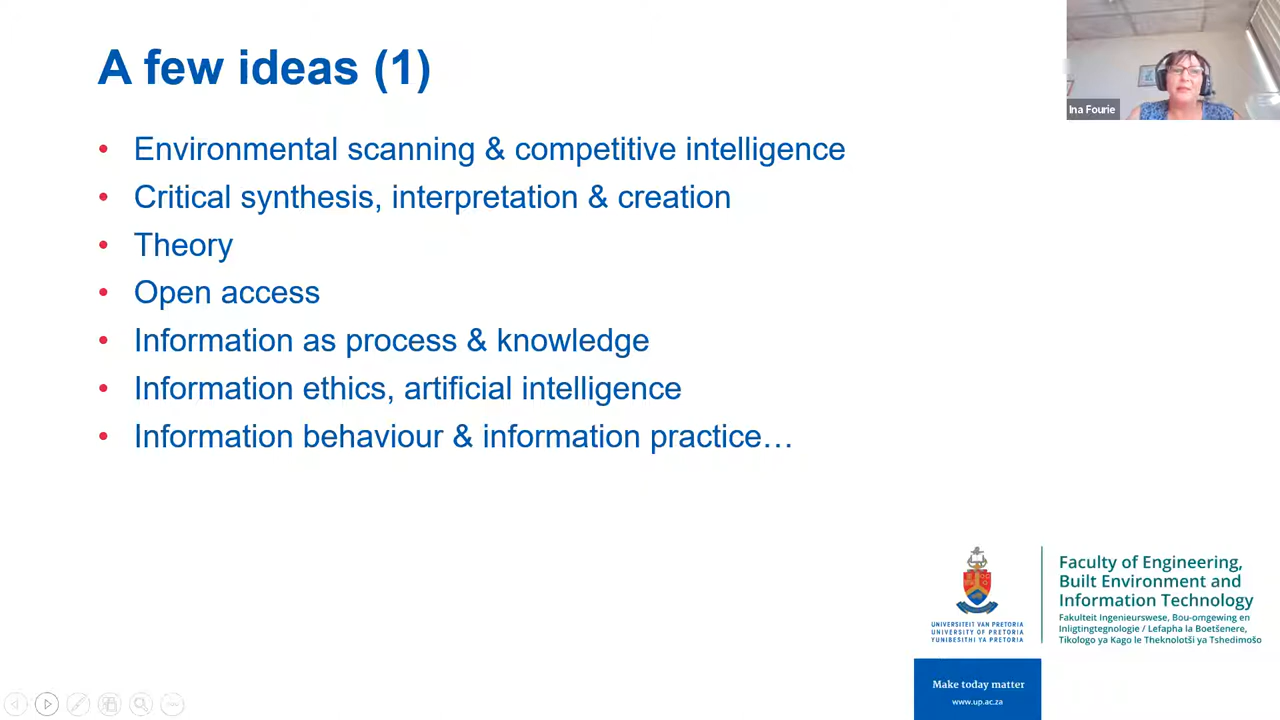 A few ideas (1)
Ina Fourie
• Environmental scanning & competitive intelligence
• Critical synthesis, interpretation & creation
• Theory
• Open access
• Information as process & knowledge
• Information ethics, artificial intelligence
• Information behaviour & information practice…
UNIVERSITEIT VAN PRETORIA
UNIVERSITY OF PRETORIA
YUNIBESITHI YA PRETORIA
Faculty of Engineering,
Built Environment and
Information Technology
Fakulteit Ingenieurswese, Bou-omgewing en
Inligtingtegnologie / Lefapha la Boetšenere,
Tikologo ya Kago le Theknolotši ya Tshedimošo
Make today matter
www.up.ac.za